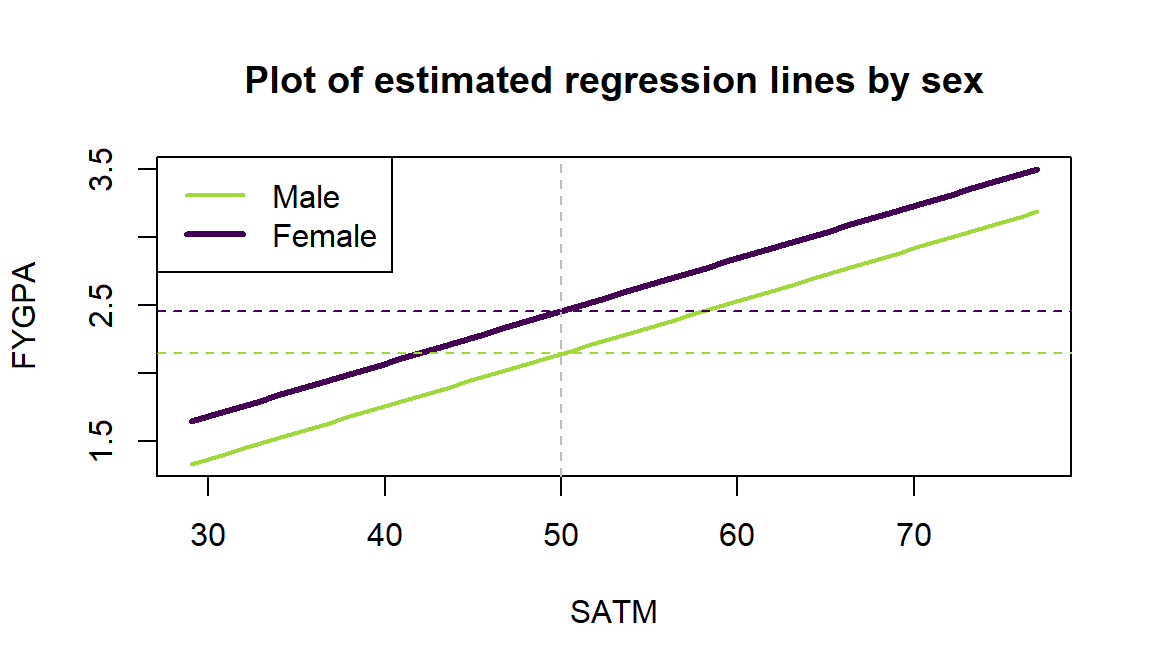 Plot of estimated regression lines by sex
Male
Female
FYGPA
3.5
2.5
1.5
30 40 50 60 70
SATM